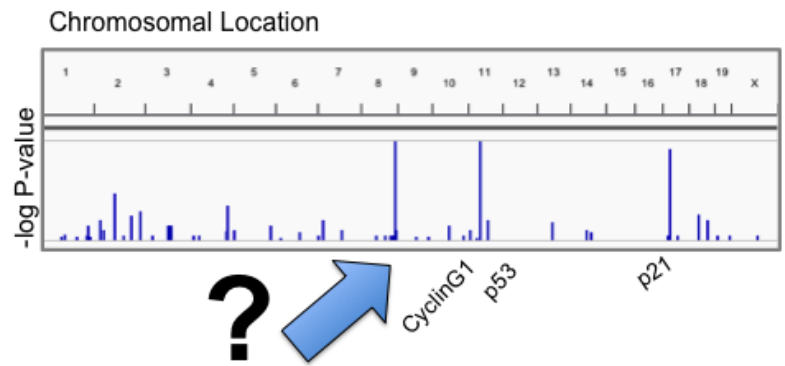 Chromosomal Location
1 2 3 4 5 6 7 8 9 10 11 12 13 14 15 16 17 18 19 X
-log P-value
?
CyclinG1
p53
p21